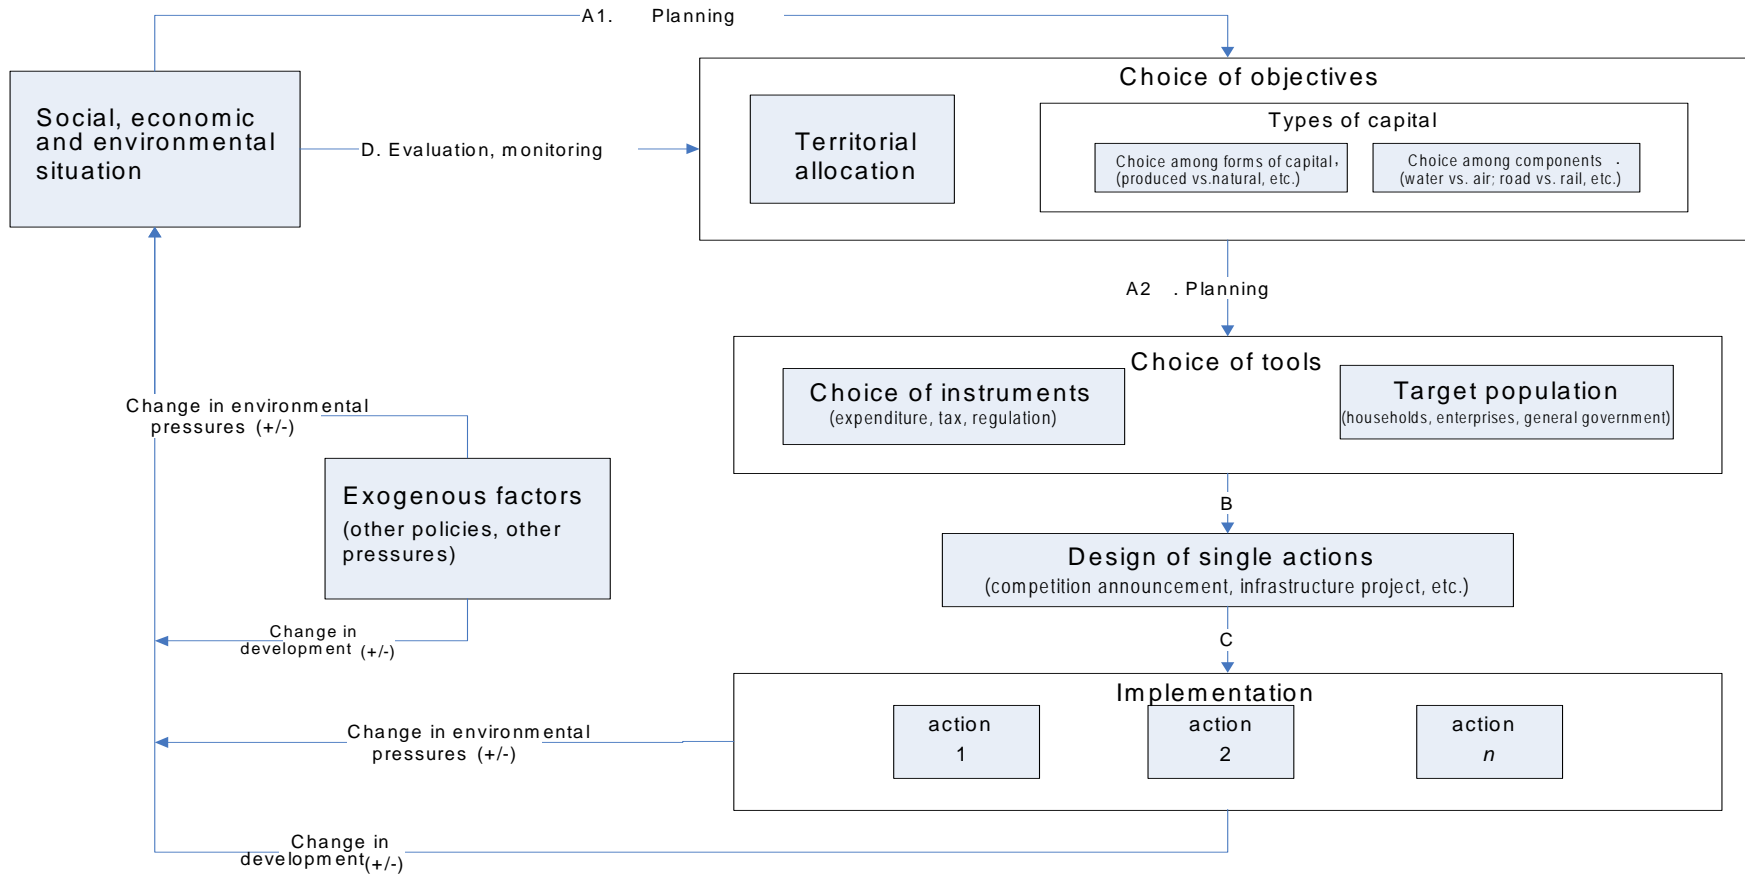 A1. Planning
Social, economic
and environmental
situation
D. Evaluation, monitoring
Choice of objectives
Territorial
allocation
Types of capital
Choice among forms of capital,
(produced vs.natural, etc.)
Choice among components .
(water vs. air; road vs. rail, etc.)
A2 . Planning
Choice of tools
Choice of instruments
(expenditure, tax, regulation)
Target population
(households, enterprises, general government)
Change in environmental
pressures (+/-)
Exogenous factors
(other policies, other
pressures)
Change in
development (+/-)
B
Design of single actions
(competition announcement, infrastructure project, etc.)
C
Implementation
action
1
action
2
action
n
Change in environmental
pressures (+/-)
Change in
development (+/-)